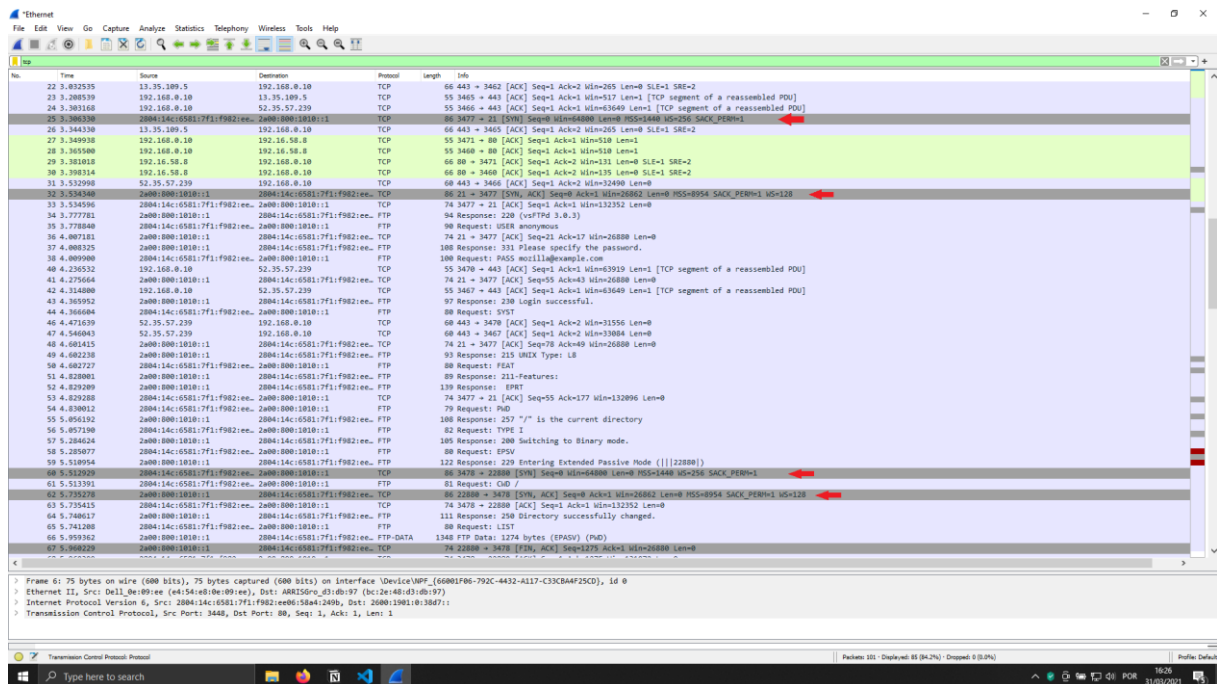 *Ethernet
File Edit View Go Capture Analyze Statistics Telephony Wireless Tools Help
tcp
No. Time Source Destination Protocol Length Info
22 3.032535 13.35.109.5 192.168.0.10 TCP 66 443 → 3462 [ACK] Seq=1 Ack=2 Win=265 Len=0 SLE=1 SRE=2
23 3.208539 192.168.0.10 13.35.109.5 TCP 55 3465 → 443 [ACK] Seq=1 Ack=1 Win=517 Len=1 [TCP segment of a reassembled PDU]
24 3.303168 192.168.0.10 52.35.57.239 TCP 55 3466 → 443 [ACK] Seq=1 Ack=1 Win=63649 Len=1 [TCP segment of a reassembled PDU]
25 3.306330 2804:14c:6581:7f1:f982:ee… 2a00:800:1010::1 TCP 86 3477 → 21 [SYN] Seq=0 Win=64800 Len=0 MSS=1440 WS=256 SACK_PERM=1
26 3.344330 13.35.109.5 192.168.0.10 TCP 66 443 → 3465 [ACK] Seq=1 Ack=2 Win=265 Len=0 SLE=1 SRE=2
27 3.349938 192.168.0.10 192.16.58.8 TCP 55 3471 → 80 [ACK] Seq=1 Ack=1 Win=510 Len=1
28 3.365500 192.168.0.10 192.16.58.8 TCP 55 3460 → 80 [ACK] Seq=1 Ack=1 Win=510 Len=1
29 3.381018 192.16.58.8 192.168.0.10 TCP 66 80 → 3471 [ACK] Seq=1 Ack=2 Win=131 Len=0 SLE=1 SRE=2
30 3.398314 192.16.58.8 192.168.0.10 TCP 66 80 → 3460 [ACK] Seq=1 Ack=2 Win=135 Len=0 SLE=1 SRE=2
31 3.532998 52.35.57.239 192.168.0.10 TCP 60 443 → 3466 [ACK] Seq=1 Ack=2 Win=32490 Len=0
32 3.534340 2a00:800:1010::1 2804:14c:6581:7f1:f982:ee… TCP 86 21 → 3477 [SYN, ACK] Seq=0 Ack=1 Win=26862 Len=0 MSS=8954 SACK_PERM=1 WS=128
33 3.534596 2804:14c:6581:7f1:f982:ee… 2a00:800:1010::1 TCP 74 3477 → 21 [ACK] Seq=1 Ack=1 Win=132352 Len=0
34 3.777781 2a00:800:1010::1 2804:14c:6581:7f1:f982:ee… FTP 94 Response: 220 (vsFTPd 3.0.3)
35 3.778840 2804:14c:6581:7f1:f982:ee… 2a00:800:1010::1 FTP 90 Request: USER anonymous
36 4.007181 2a00:800:1010::1 2804:14c:6581:7f1:f982:ee… TCP 74 21 → 3477 [ACK] Seq=21 Ack=17 Win=26880 Len=0
37 4.008325 2a00:800:1010::1 2804:14c:6581:7f1:f982:ee… FTP 108 Response: 331 Please specify the password.
38 4.009900 2804:14c:6581:7f1:f982:ee… 2a00:800:1010::1 FTP 100 Request: PASS mozilla@example.com
40 4.236532 192.168.0.10 52.35.57.239 TCP 55 3470 → 443 [ACK] Seq=1 Ack=1 Win=63919 Len=1 [TCP segment of a reassembled PDU]
41 4.275664 2a00:800:1010::1 2804:14c:6581:7f1:f982:ee… TCP 74 21 → 3477 [ACK] Seq=55 Ack=43 Win=26880 Len=0
42 4.314800 192.168.0.10 52.35.57.239 TCP 55 3467 → 443 [ACK] Seq=1 Ack=1 Win=63649 Len=1 [TCP segment of a reassembled PDU]
43 4.365952 2a00:800:1010::1 2804:14c:6581:7f1:f982:ee… FTP 97 Response: 230 Login successful.
44 4.366604 2804:14c:6581:7f1:f982:ee… 2a00:800:1010::1 FTP 80 Request: SYST
46 4.471639 52.35.57.239 192.168.0.10 TCP 60 443 → 3470 [ACK] Seq=1 Ack=2 Win=31556 Len=0
47 4.546043 52.35.57.239 192.168.0.10 TCP 60 443 → 3467 [ACK] Seq=1 Ack=2 Win=33084 Len=0
48 4.601415 2a00:800:1010::1 2804:14c:6581:7f1:f982:ee… TCP 74 21 → 3477 [ACK] Seq=78 Ack=49 Win=26880 Len=0
49 4.602238 2a00:800:1010::1 2804:14c:6581:7f1:f982:ee… FTP 93 Response: 215 UNIX Type: L8
50 4.602727 2804:14c:6581:7f1:f982:ee… 2a00:800:1010::1 FTP 80 Request: FEAT
51 4.828001 2a00:800:1010::1 2804:14c:6581:7f1:f982:ee… FTP 89 Response: 211-Features:
52 4.829209 2a00:800:1010::1 2804:14c:6581:7f1:f982:ee… FTP 139 Response: EPRT
53 4.829288 2804:14c:6581:7f1:f982:ee… 2a00:800:1010::1 TCP 74 3477 → 21 [ACK] Seq=55 Ack=177 Win=132096 Len=0
54 4.830012 2804:14c:6581:7f1:f982:ee… 2a00:800:1010::1 FTP 79 Request: PWD
55 5.056192 2a00:800:1010::1 2804:14c:6581:7f1:f982:ee… FTP 108 Response: 257 "/" is the current directory
56 5.057190 2804:14c:6581:7f1:f982:ee… 2a00:800:1010::1 FTP 82 Request: TYPE I
57 5.284624 2a00:800:1010::1 2804:14c:6581:7f1:f982:ee… FTP 105 Response: 200 Switching to Binary mode.
58 5.285077 2804:14c:6581:7f1:f982:ee… 2a00:800:1010::1 FTP 80 Request: EPSV
59 5.510954 2a00:800:1010::1 2804:14c:6581:7f1:f982:ee… FTP 122 Response: 229 Entering Extended Passive Mode (|||22880|)
60 5.512929 2804:14c:6581:7f1:f982:ee… 2a00:800:1010::1 TCP 86 3478 → 22880 [SYN] Seq=0 Win=64800 Len=0 MSS=1440 WS=256 SACK_PERM=1
61 5.513391 2804:14c:6581:7f1:f982:ee… 2a00:800:1010::1 FTP 81 Request: CWD /
62 5.735278 2a00:800:1010::1 2804:14c:6581:7f1:f982:ee… TCP 86 22880 → 3478 [SYN, ACK] Seq=0 Ack=1 Win=26862 Len=0 MSS=8954 SACK_PERM=1 WS=128
63 5.735415 2804:14c:6581:7f1:f982:ee… 2a00:800:1010::1 TCP 74 3478 → 22880 [ACK] Seq=1 Ack=1 Win=132352 Len=0
64 5.740617 2a00:800:1010::1 2804:14c:6581:7f1:f982:ee… FTP 111 Response: 250 Directory successfully changed.
65 5.741208 2804:14c:6581:7f1:f982:ee… 2a00:800:1010::1 FTP 80 Request: LIST
66 5.959362 2a00:800:1010::1 2804:14c:6581:7f1:f982:ee… FTP-DATA 1348 FTP Data: 1274 bytes (EPASV) (PWD)
67 5.960229 2a00:800:1010::1 2804:14c:6581:7f1:f982:ee… TCP 74 22880 → 3478 [FIN, ACK] Seq=1275 Ack=1 Win=26880 Len=0
> Frame 6: 75 bytes on wire (600 bits), 75 bytes captured (600 bits) on interface \Device\NPF_{66001F06-792C-4432-A117-C33CBA4F25CD}, id 0
> Ethernet II, Src: Dell_0e:09:ee (e4:54:e8:0e:09:ee), Dst: ARRISGro_d3:db:97 (bc:2e:48:d3:db:97)
> Internet Protocol Version 6, Src: 2804:14c:6581:7f1:f982:ee06:58a4:249b, Dst: 2600:1901:0:38d7::
> Transmission Control Protocol, Src Port: 3448, Dst Port: 80, Seq: 1, Ack: 1, Len: 1
Transmission Control Protocol: Protocol
Packets: 101 · Displayed: 85 (84.2%) · Dropped: 0 (0.0%)
Profile: Default
Type here to search
POR
16:26
31/03/2021